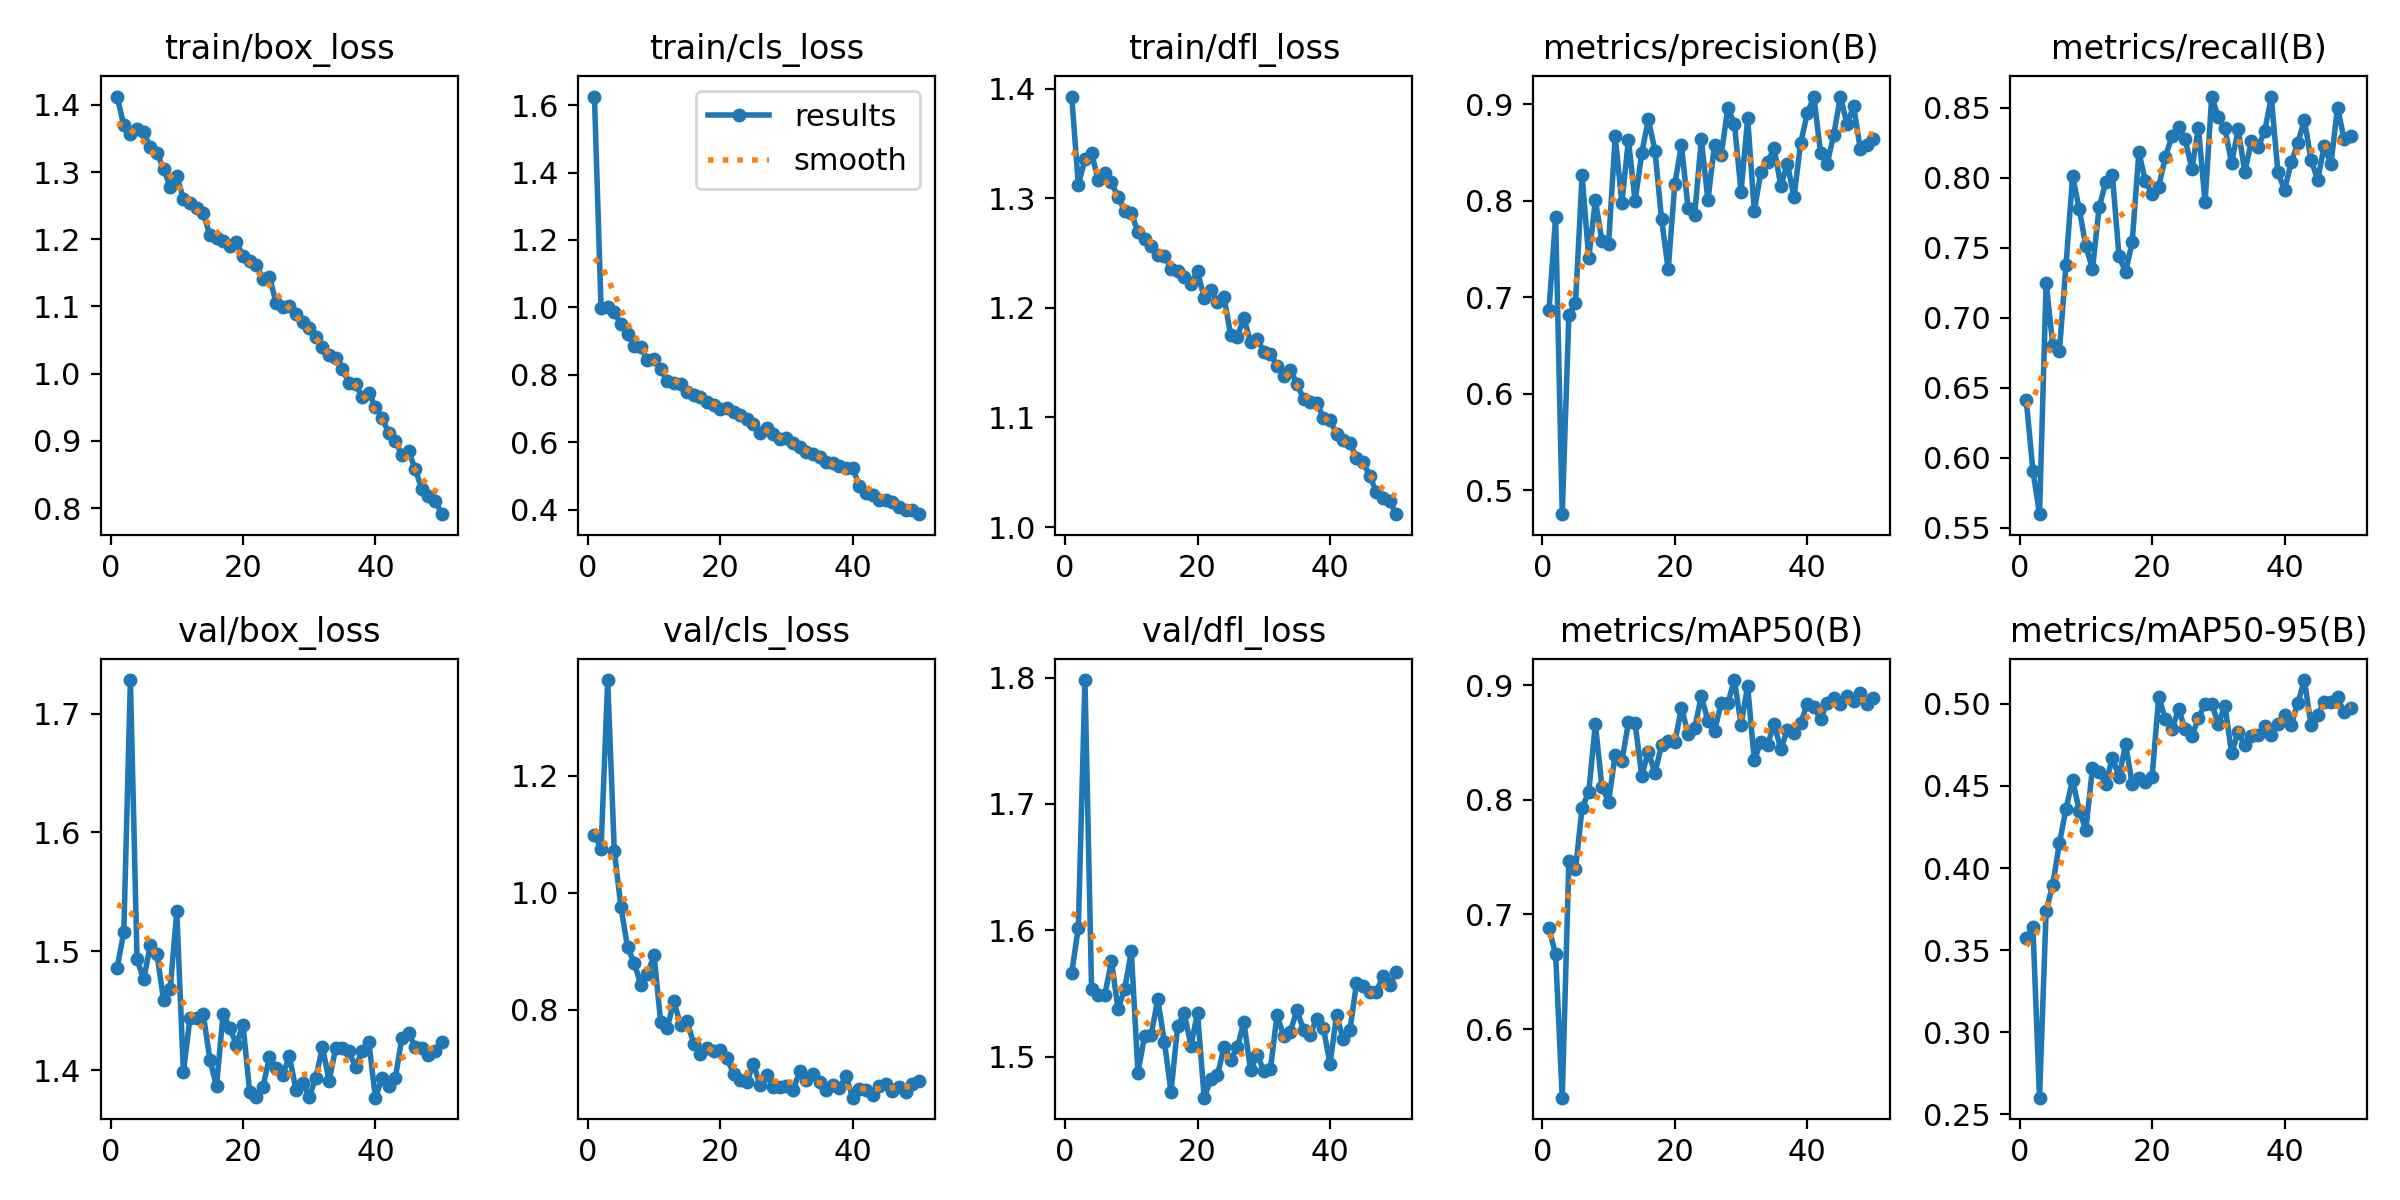 train/box_loss
train/cls_loss
train/dfl_loss
metrics/precision(B)
metrics/recall(B)
1.4
1.3
1.2
1.1
1.0
0.9
0.8
0 20 40
1.6
1.4
1.2
1.0
0.8
0.6
0.4
0 20 40
results
smooth
1.4
1.3
1.2
1.1
1.0
0 20 40
0.9
0.8
0.7
0.6
0.5
0 20 40
0.85
0.80
0.75
0.70
0.65
0.60
0.55
0 20 40
val/box_loss
val/cls_loss
val/dfl_loss
metrics/mAP50(B)
metrics/mAP50-95(B)
1.7
1.6
1.5
1.4
0 20 40
1.2
1.0
0.8
0 20 40
1.8
1.7
1.6
1.5
0 20 40
0.9
0.8
0.7
0.6
0 20 40
0.50
0.45
0.40
0.35
0.30
0.25
0 20 40